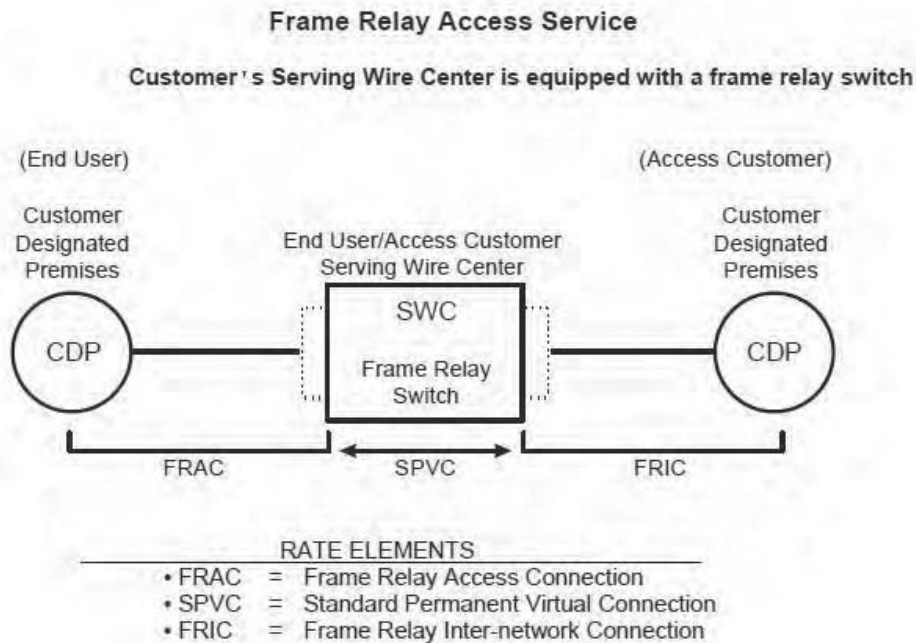 Frame Relay Access Service
Customer's Serving Wire Center is equipped with a frame relay switch
(End User)
(Access Customer)
Customer
Designated
Premises
End User/Access Customer
Serving Wire Center
Customer
Designated
Premises
CDP
SWC
Frame Relay
Switch
CDP
FRAC
SPVC
FRIC
RATE ELEMENTS
• FRAC = Frame Relay Access Connection
• SPVC = Standard Permanent Virtual Connection
• FRIC = Frame Relay Inter-network Connection